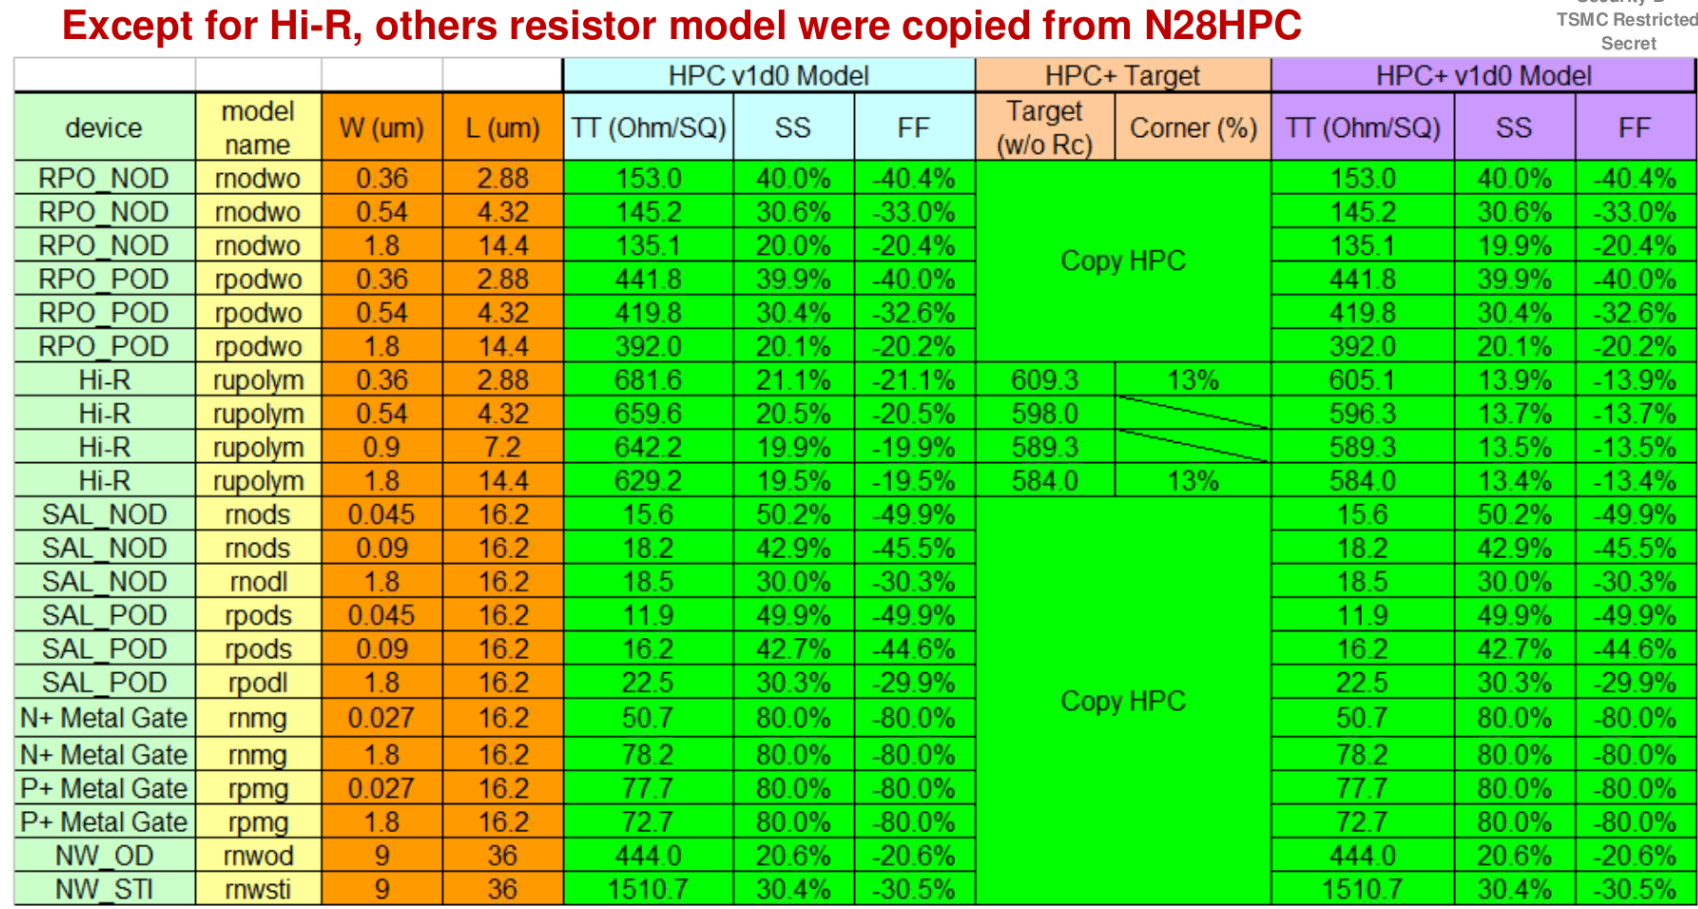 Except for Hi-R, others resistor model were copied from N28HPC
TSMC Restricted
Secret
HPC v1d0 Model HPC+ Target HPC+ v1d0 Model
device model name W (um) L (um) TT (Ohm/SQ) SS FF Target (w/o Rc) Corner (%) TT (Ohm/SQ) SS FF
RPO_NOD rnodwo 0.36 2.88 153.0 40.0% -40.4% 153.0 40.0% -40.4%
RPO_NOD rnodwo 0.54 4.32 145.2 30.6% -33.0% 145.2 30.6% -33.0%
RPO_NOD rnodwo 1.8 14.4 135.1 20.0% -20.4% Copy HPC 135.1 19.9% -20.4%
RPO_POD rpodwo 0.36 2.88 441.8 39.9% -40.0% 441.8 39.9% -40.0%
RPO_POD rpodwo 0.54 4.32 419.8 30.4% -32.6% 419.8 30.4% -32.6%
RPO_POD rpodwo 1.8 14.4 392.0 20.1% -20.2% 392.0 20.1% -20.2%
Hi-R rupolym 0.36 2.88 681.6 21.1% -21.1% 609.3 13% 605.1 13.9% -13.9%
Hi-R rupolym 0.54 4.32 659.6 20.5% -20.5% 598.0 596.3 13.7% -13.7%
Hi-R rupolym 0.9 7.2 642.2 19.9% -19.9% 589.3 589.3 13.5% -13.5%
Hi-R rupolym 1.8 14.4 629.2 19.5% -19.5% 584.0 13% 584.0 13.4% -13.4%
SAL_NOD rnods 0.045 16.2 15.6 50.2% -49.9% 15.6 50.2% -49.9%
SAL_NOD rnods 0.09 16.2 18.2 42.9% -45.5% 18.2 42.9% -45.5%
SAL_NOD rnodl 1.8 16.2 18.5 30.0% -30.3% 18.5 30.0% -30.3%
SAL_POD rpods 0.045 16.2 11.9 49.9% -49.9% 11.9 49.9% -49.9%
SAL_POD rpods 0.09 16.2 16.2 42.7% -44.6% 16.2 42.7% -44.6%
SAL_POD rpodl 1.8 16.2 22.5 30.3% -29.9% 22.5 30.3% -29.9%
N+ Metal Gate rnmg 0.027 16.2 50.7 80.0% -80.0% Copy HPC 50.7 80.0% -80.0%
N+ Metal Gate rnmg 1.8 16.2 78.2 80.0% -80.0% 78.2 80.0% -80.0%
P+ Metal Gate rpmg 0.027 16.2 77.7 80.0% -80.0% 77.7 80.0% -80.0%
P+ Metal Gate rpmg 1.8 16.2 72.7 80.0% -80.0% 72.7 80.0% -80.0%
NW_OD rnwod 9 36 444.0 20.6% -20.6% 444.0 20.6% -20.6%
NW_STI rnwsti 9 36 1510.7 30.4% -30.5% 1510.7 30.4% -30.5%